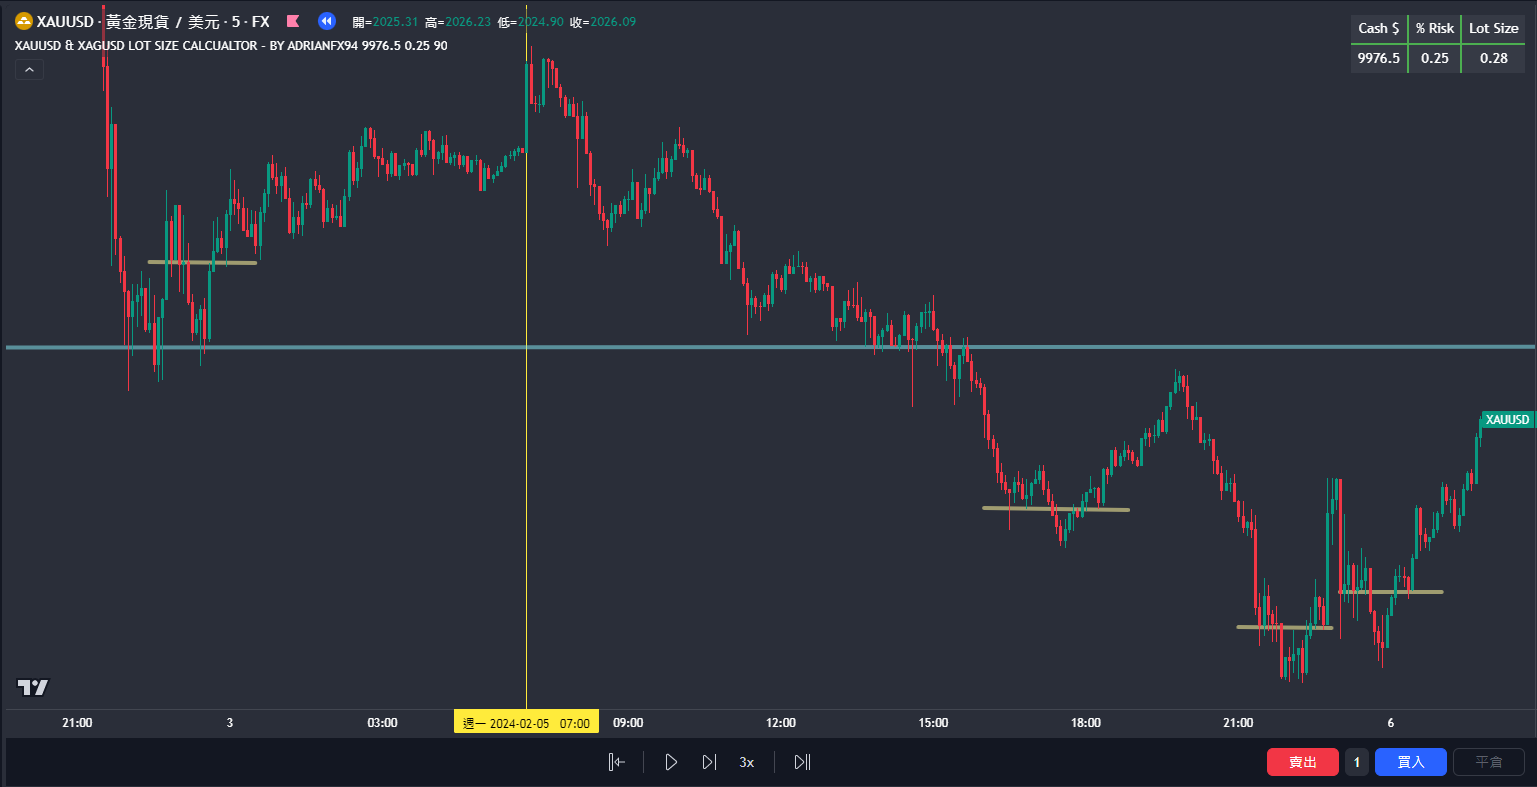 XAUUSD · 黃金現貨 / 美元 · 5 · FX 開=2025.31 高=2026.23 低=2024.90 收=2026.09
XAUUSD & XAGUSD LOT SIZE CALCUALTOR - BY ADRIANFX94 9976.5 0.25 90
Cash $ % Risk Lot Size
9976.5 0.25 0.28
XAUUSD
21:00 3 03:00 週一 2024-02-05 07:00 09:00 12:00 15:00 18:00 21:00 6
3x 賣出 1 買入 平倉